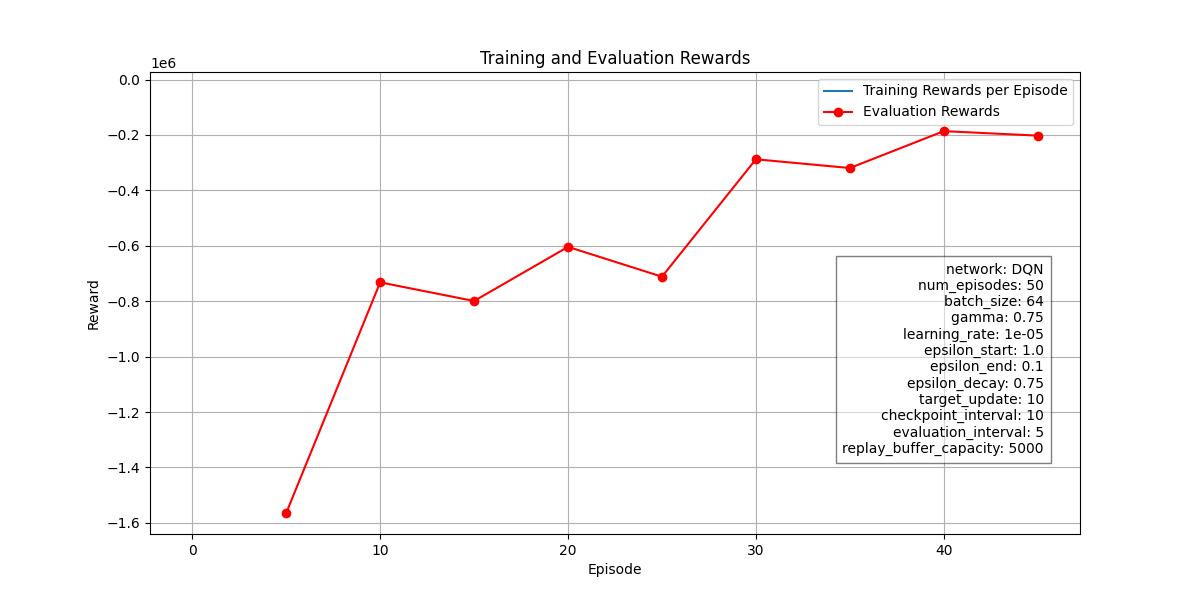 Training and Evaluation Rewards
1e6
Training Rewards per Episode
Evaluation Rewards
0.0
−0.2
−0.4
−0.6
−0.8
−1.0
−1.2
−1.4
−1.6
Reward
network: DQN
num_episodes: 50
batch_size: 64
gamma: 0.75
learning_rate: 1e-05
epsilon_start: 1.0
epsilon_end: 0.1
epsilon_decay: 0.75
target_update: 10
checkpoint_interval: 10
evaluation_interval: 5
replay_buffer_capacity: 5000
0 10 20 30 40
Episode